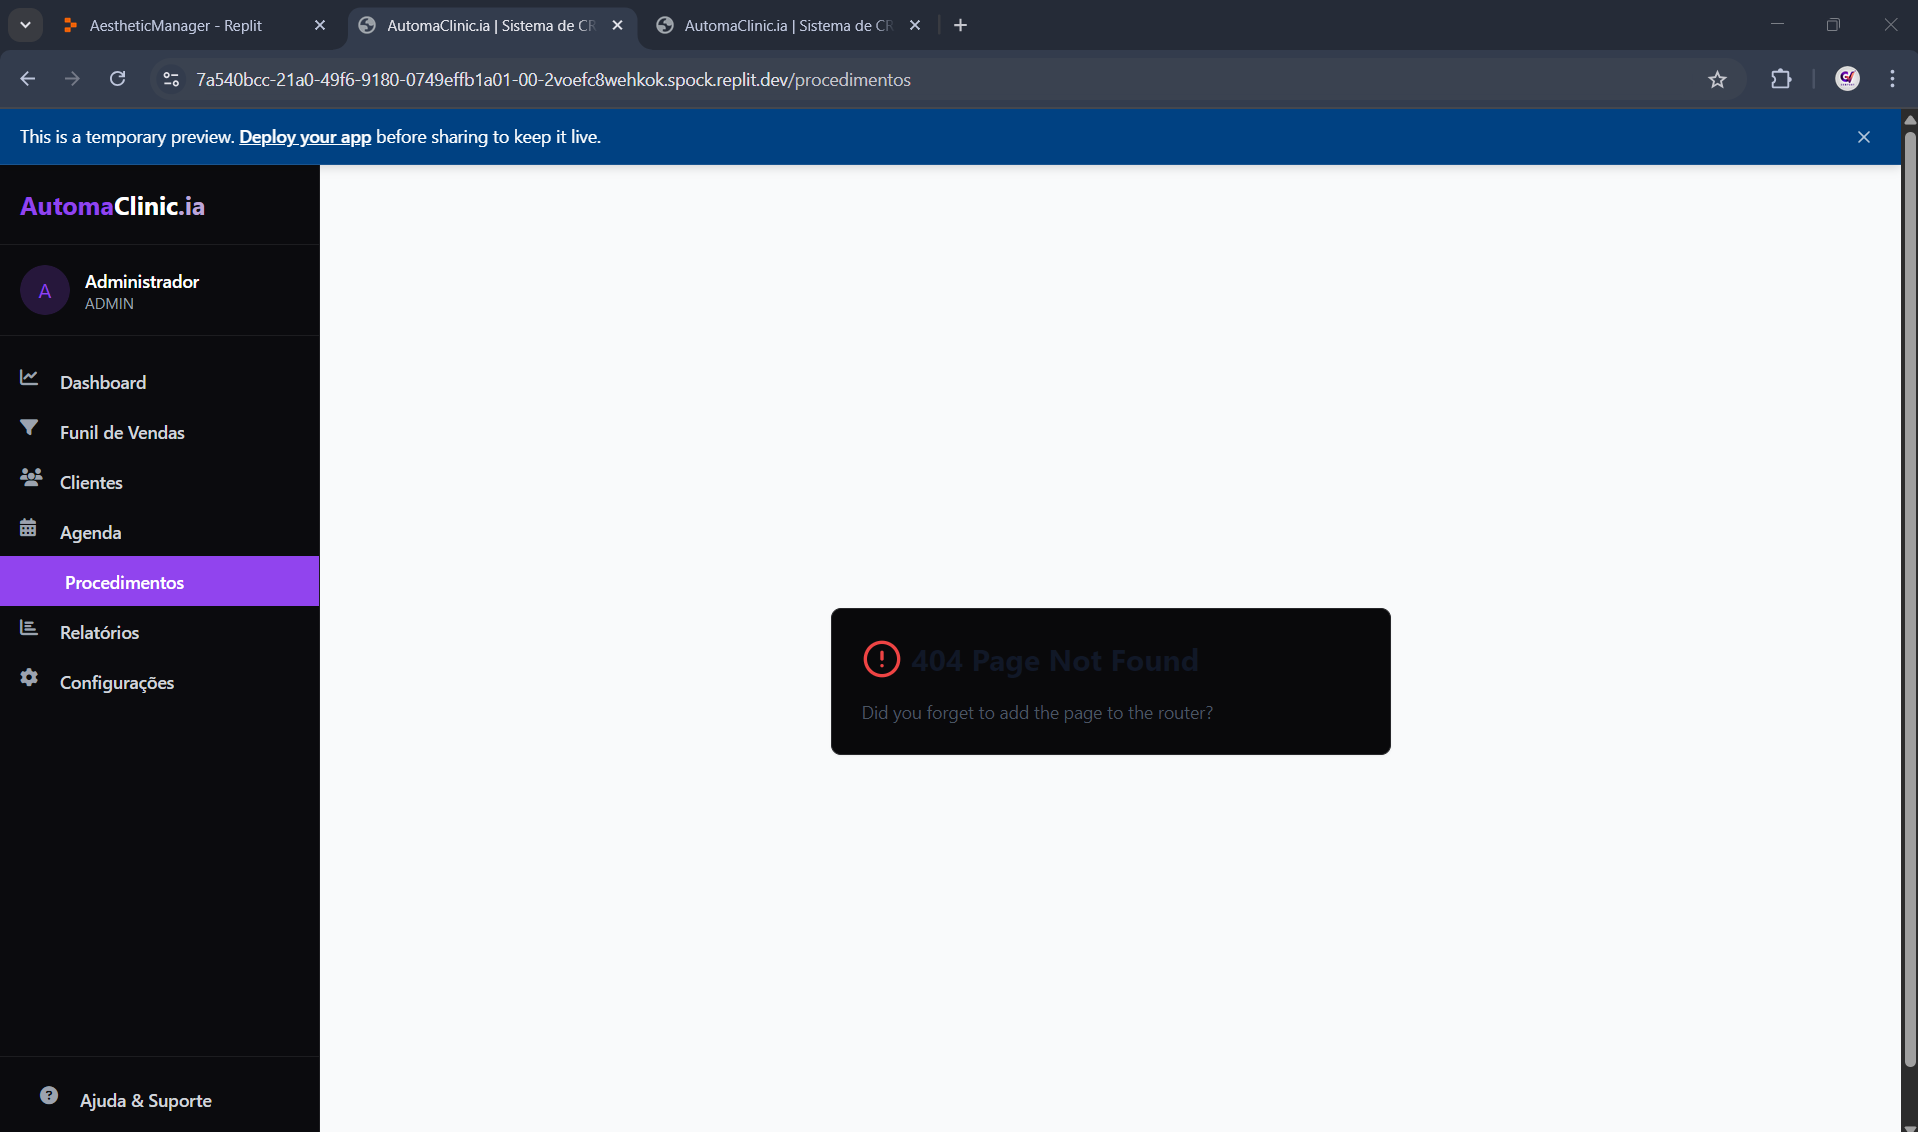 AestheticManager - Replit
AutomaClinic.ia | Sistema de CR
AutomaClinic.ia | Sistema de CR
7a540bcc-21a0-49f6-9180-0749effb1a01-00-2voefc8wehkok.spock.replit.dev/procedimentos
This is a temporary preview. Deploy your app before sharing to keep it live.
AutomaClinic.ia
A
Administrador
ADMIN
Dashboard
Funil de Vendas
Clientes
Agenda
Procedimentos
Relatórios
Configurações
Ajuda & Suporte
404 Page Not Found
Did you forget to add the page to the router?